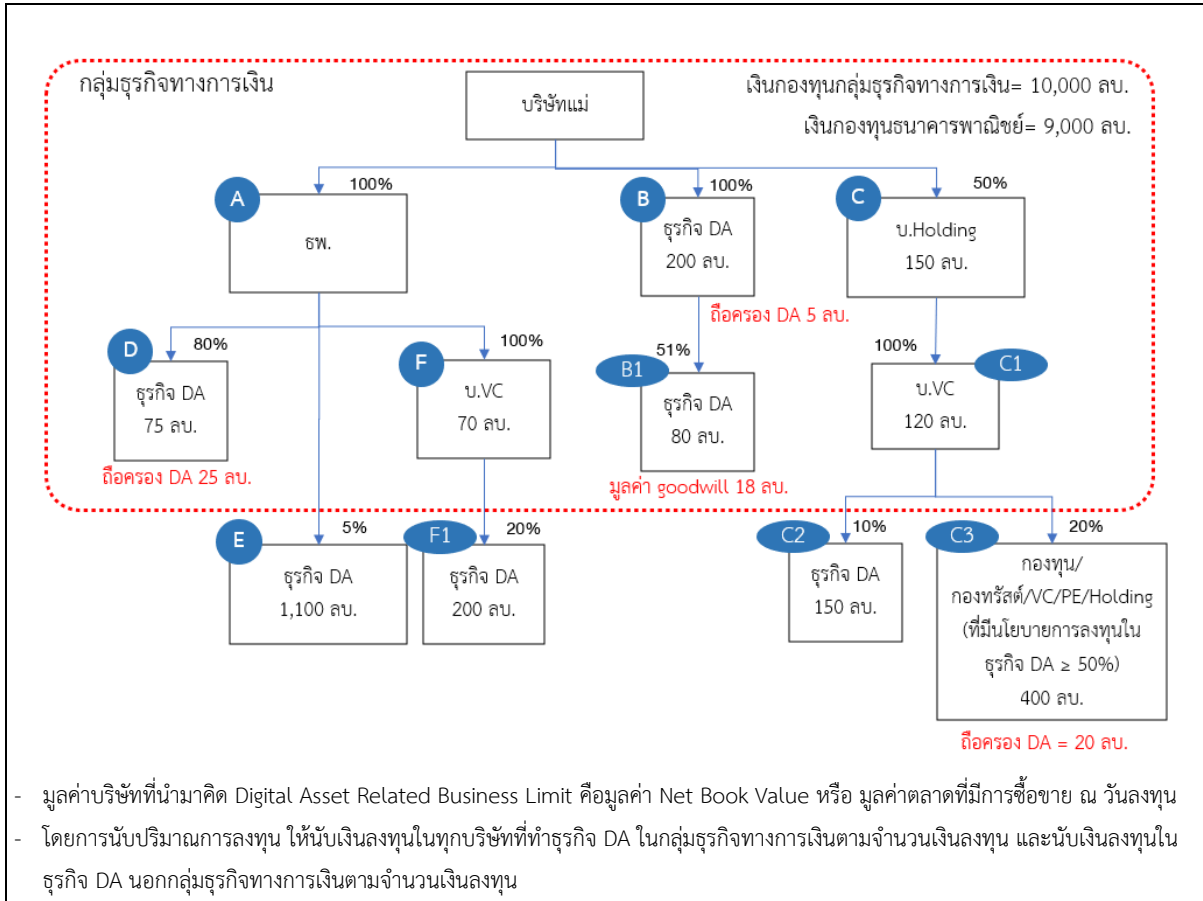 กลุ่มธุรกิจทางการเงิน
เงินกองทุนกลุ่มธุรกิจทางการเงิน= 10,000 ลบ.
เงินกองทุนธนาคารพาณิชย์= 9,000 ลบ.
บริษัทแม่
A
100%
ธพ.
B
100%
ธุรกิจ DA
200 ลบ.
ถือครอง DA 5 ลบ.
C
50%
บ.Holding
150 ลบ.
D
80%
ธุรกิจ DA
75 ลบ.
ถือครอง DA 25 ลบ.
F
100%
บ.VC
70 ลบ.
B1
51%
ธุรกิจ DA
80 ลบ.
มูลค่า goodwill 18 ลบ.
100%
C1
บ.VC
120 ลบ.
E
5%
ธุรกิจ DA
1,100 ลบ.
F1
20%
ธุรกิจ DA
200 ลบ.
C2
10%
ธุรกิจ DA
150 ลบ.
C3
20%
กองทุน/
กองทรัสต์/VC/PE/Holding
(ที่มีนโยบายการลงทุนใน
ธุรกิจ DA ≥ 50%)
400 ลบ.
ถือครอง DA = 20 ลบ.
- มูลค่าบริษัทที่นำมาคิด Digital Asset Related Business Limit คือมูลค่า Net Book Value หรือ มูลค่าตลาดที่มีการซื้อขาย ณ วันลงทุน
- โดยการนับปริมาณการลงทุน ให้นับเงินลงทุนในทุกบริษัทที่ทำธุรกิจ DA ในกลุ่มธุรกิจทางการเงินตามจำนวนเงินลงทุน และนับเงินลงทุนใน
ธุรกิจ DA นอกกลุ่มธุรกิจทางการเงินตามจำนวนเงินลงทุน